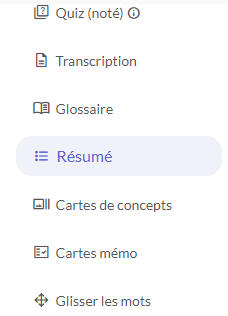 Quiz (noté)
Transcription
Glossaire
Résumé
Cartes de concepts
Cartes mémo
Glisser les mots